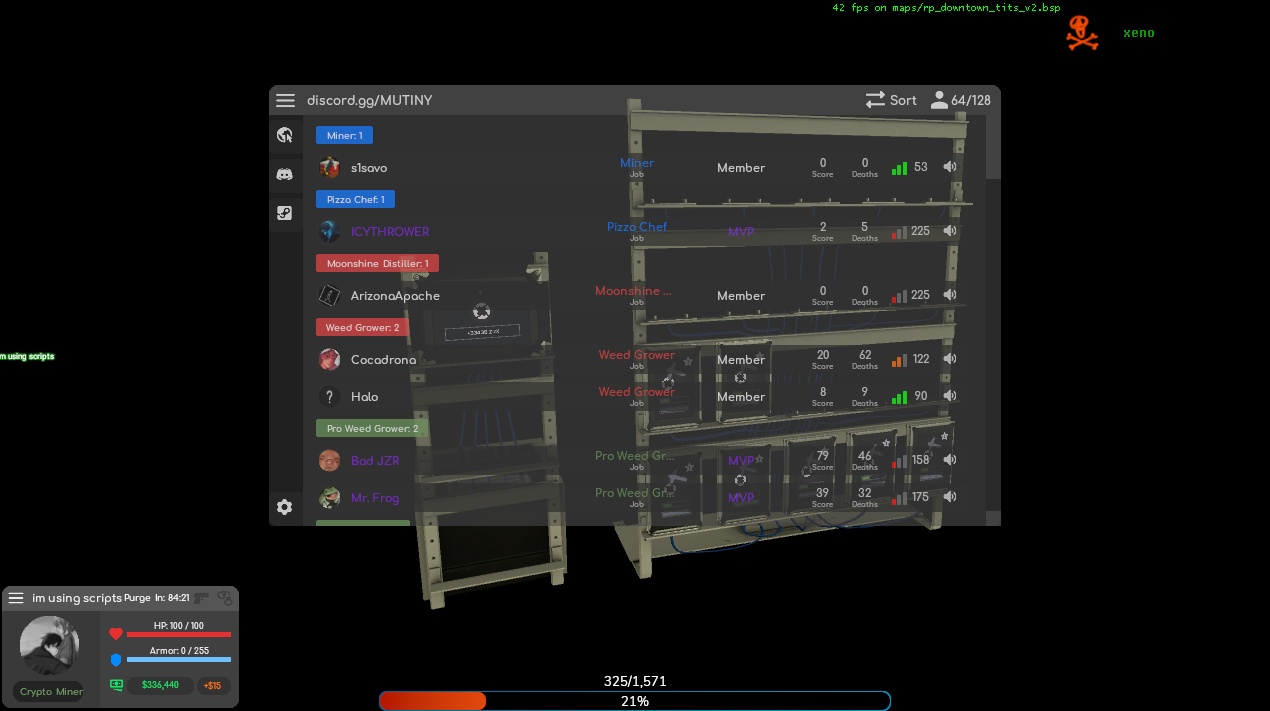 42 fps on maps/rp_downtown_tits_v2.bsp
xeno
discord.gg/MUTINY
Sort
64/128
Miner: 1
s1savo
Miner
Job
Member
0
Score
0
Deaths
53
Pizza Chef: 1
ICYTHROWER
Pizza Chef
Job
MVP
2
Score
5
Deaths
225
Moonshine Distiller: 1
ArizonaApache
Moonshine ...
Job
Member
0
Score
0
Deaths
225
Weed Grower: 2
Cocadrona
Weed Grower
Job
Member
20
Score
62
Deaths
122
m using scripts
Halo
Weed Grower
Job
Member
8
Score
9
Deaths
90
Pro Weed Grower: 2
Bad JZR
Pro Weed Gr...
Job
MVP
79
Score
46
Deaths
158
Mr. Frog
Pro Weed Gr...
Job
MVP
39
Score
32
Deaths
175
im using scripts
Purge In: 84:21
HP: 100 / 100
Armor: 0 / 255
$336,440
+$15
Crypto Miner
325/1,571
21%